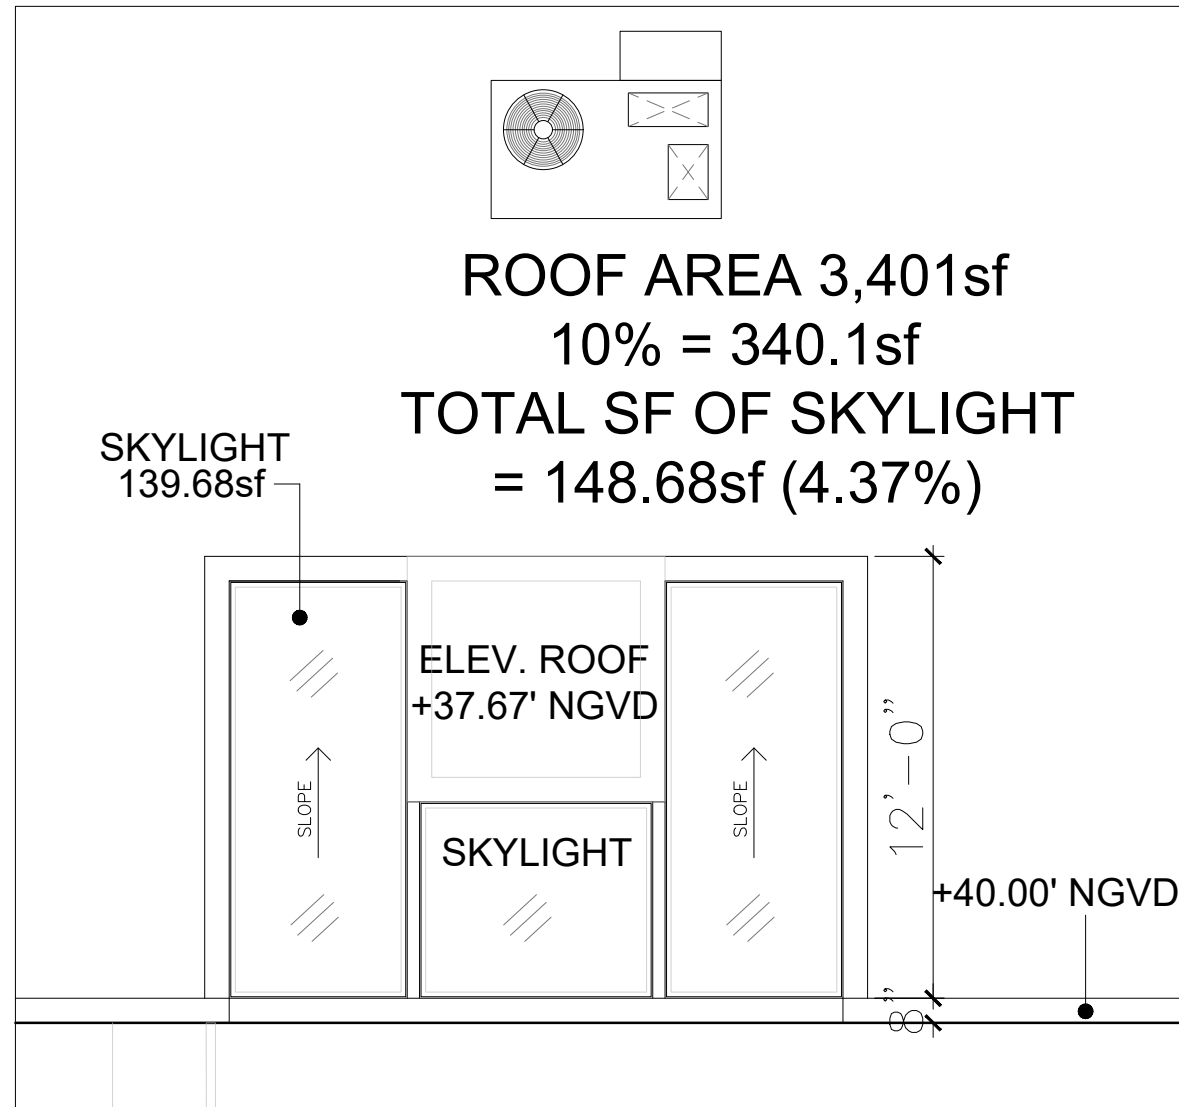 ROOF AREA 3,401sf
10% = 340.1sf
TOTAL SF OF SKYLIGHT
= 148.68sf (4.37%)
SKYLIGHT
139.68sf
ELEV. ROOF
+37.67' NGVD
SLOPE
SLOPE
12'-0"
SKYLIGHT
+40.00' NGVD
8"